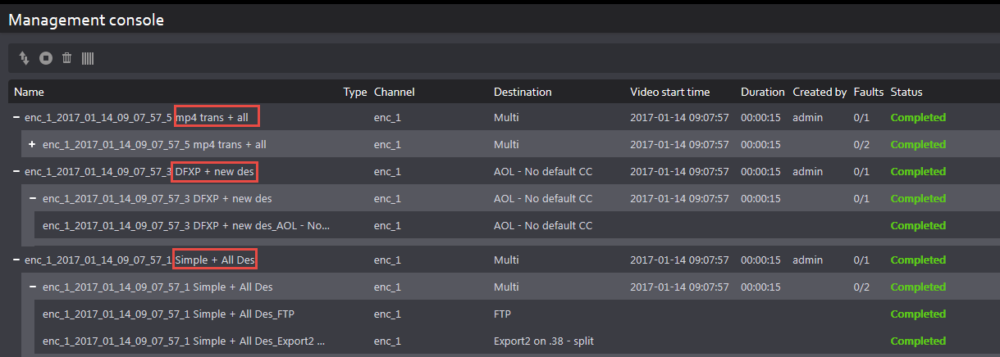 Management console
Name Type Channel Destination Video start time Duration Created by Faults Status
enc_1_2017_01_14_09_07_57_5 mp4 trans + all enc_1 Multi 2017-01-14 09:07:57 00:00:15 admin 0/1 Completed
enc_1_2017_01_14_09_07_57_5 mp4 trans + all enc_1 Multi 2017-01-14 09:07:57 00:00:15 0/2 Completed
enc_1_2017_01_14_09_07_57_3 DFXP + new des enc_1 AOL - No default CC 2017-01-14 09:07:57 00:00:15 admin 0/1 Completed
enc_1_2017_01_14_09_07_57_3 DFXP + new des enc_1 AOL - No default CC 2017-01-14 09:07:57 00:00:15 0/1 Completed
enc_1_2017_01_14_09_07_57_3 DFXP + new des_AOL - No... enc_1 AOL - No default CC Completed
enc_1_2017_01_14_09_07_57_1 Simple + All Des enc_1 Multi 2017-01-14 09:07:57 00:00:15 admin 0/1 Completed
enc_1_2017_01_14_09_07_57_1 Simple + All Des enc_1 Multi 2017-01-14 09:07:57 00:00:15 0/2 Completed
enc_1_2017_01_14_09_07_57_1 Simple + All Des_FTP enc_1 FTP Completed
enc_1_2017_01_14_09_07_57_1 Simple + All Des_Export2 ... enc_1 Export2 on .38 - split Completed